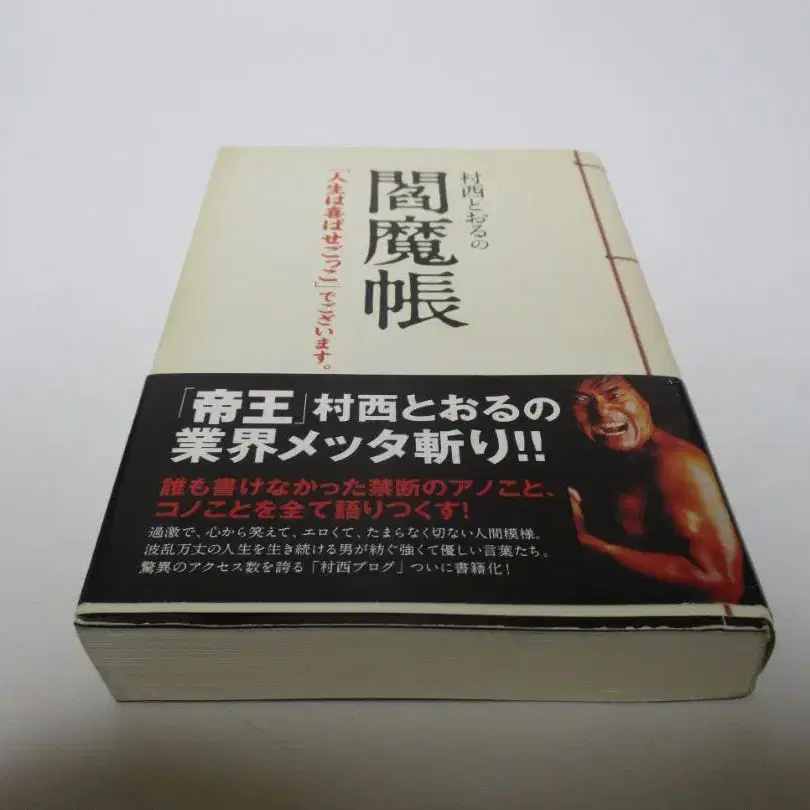 村西とおるの
閻魔帳
「人生は喜ばせごっこ」でございます。
「帝王」村西とおるの
業界メッタ斬り!!
誰も書けなかった禁断のアノこと、
コノことを全て語りつくす!
過激で、心から笑えて、エロくて、たまらなく切ない人間模様。
波乱万丈の人生を生き続ける男が紡ぐ強くて優しい言葉たち。
驚異のアクセス数を誇る「村西ブログ」ついに書籍化!